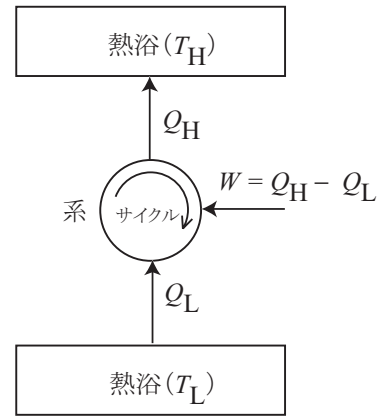 熱浴(T_H)
Q_H
W = Q_H − Q_L
系
サイクル
Q_L
熱浴(T_L)